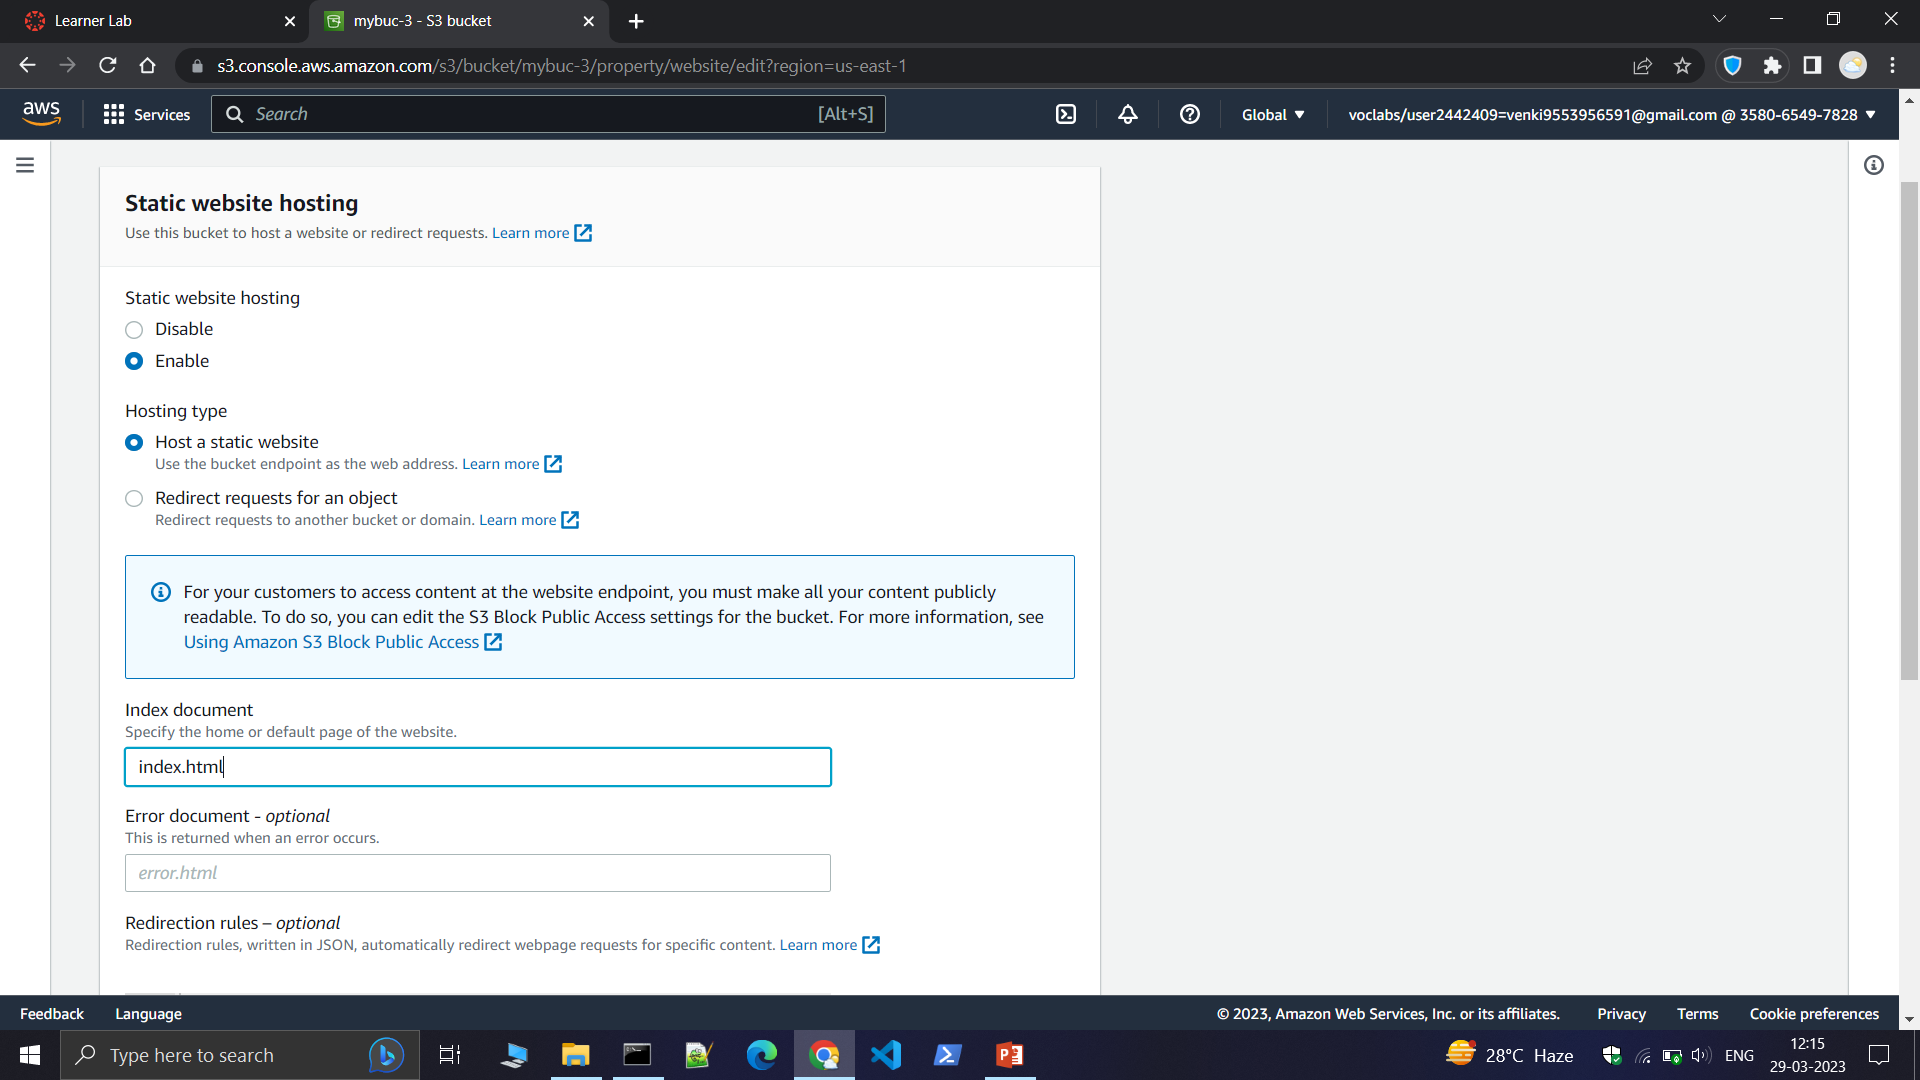 Learner Lab
mybuc-3 - S3 bucket
s3.console.aws.amazon.com/s3/bucket/mybuc-3/property/website/edit?region=us-east-1
aws
Services
Search
[Alt+S]
Global
voclabs/user2442409=venki9553956591@gmail.com @ 3580-6549-7828
Static website hosting
Use this bucket to host a website or redirect requests. Learn more
Static website hosting
Disable
Enable
Hosting type
Host a static website
Use the bucket endpoint as the web address. Learn more
Redirect requests for an object
Redirect requests to another bucket or domain. Learn more
For your customers to access content at the website endpoint, you must make all your content publicly
readable. To do so, you can edit the S3 Block Public Access settings for the bucket. For more information, see
Using Amazon S3 Block Public Access
Index document
Specify the home or default page of the website.
index.html
Error document - optional
This is returned when an error occurs.
error.html
Redirection rules – optional
Redirection rules, written in JSON, automatically redirect webpage requests for specific content. Learn more
Feedback
Language
© 2023, Amazon Web Services, Inc. or its affiliates.
Privacy
Terms
Cookie preferences
Type here to search
28°C Haze
ENG
12:15
29-03-2023